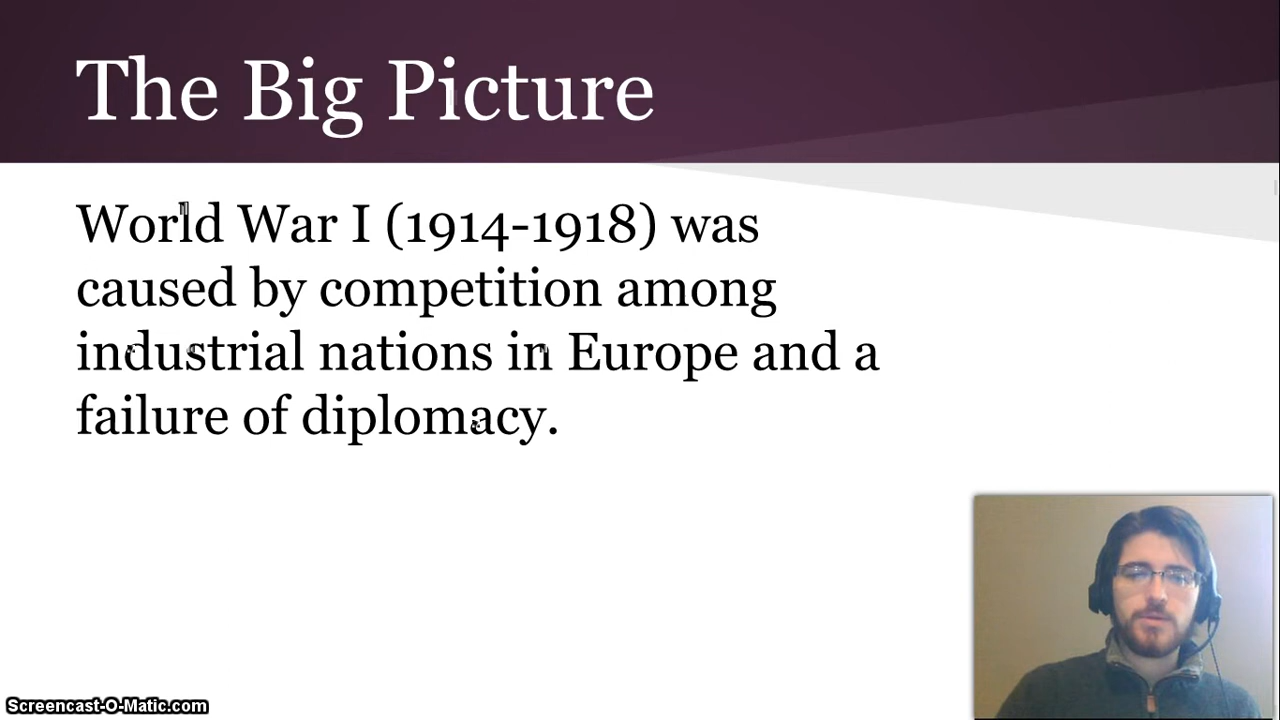 The Big Picture
World War I (1914-1918) was
caused by competition among
industrial nations in Europe and a
failure of diplomacy.
Screencast-O-Matic.com